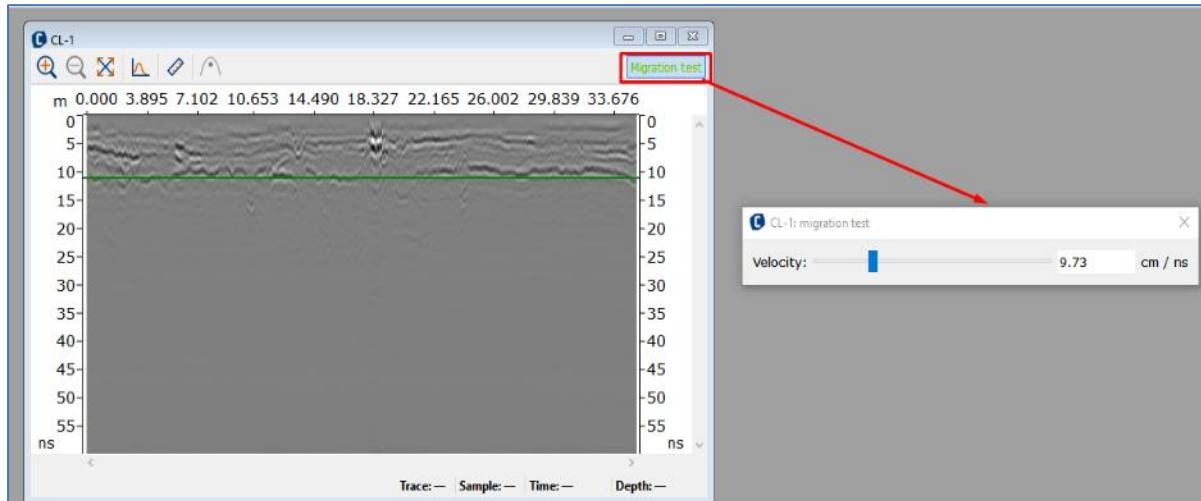 CL-1
Migration test
m 0.000 3.895 7.102 10.653 14.490 18.327 22.165 26.002 29.839 33.676
0 0
5 5
10 10
15 15
20 20
25 25
30 30
35 35
40 40
45 45
50 50
55 55
ns ns
Trace: — Sample: — Time: — Depth: —
CL-1: migration test
Velocity: 9.73 cm / ns